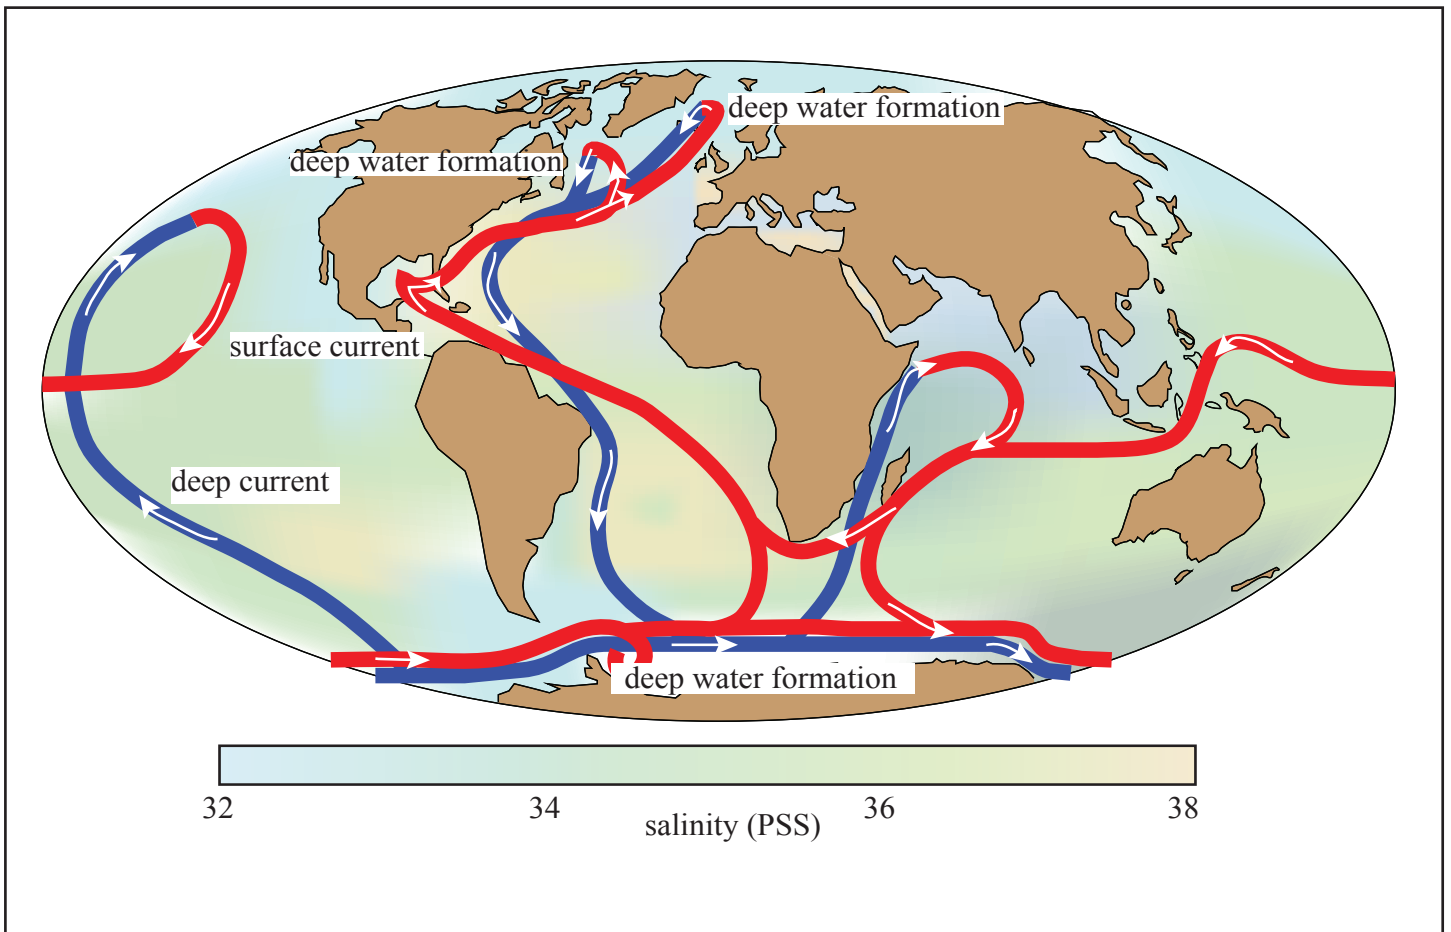 deep water formation
deep water formation
surface current
deep current
deep water formation
32 34 36 38
salinity (PSS)